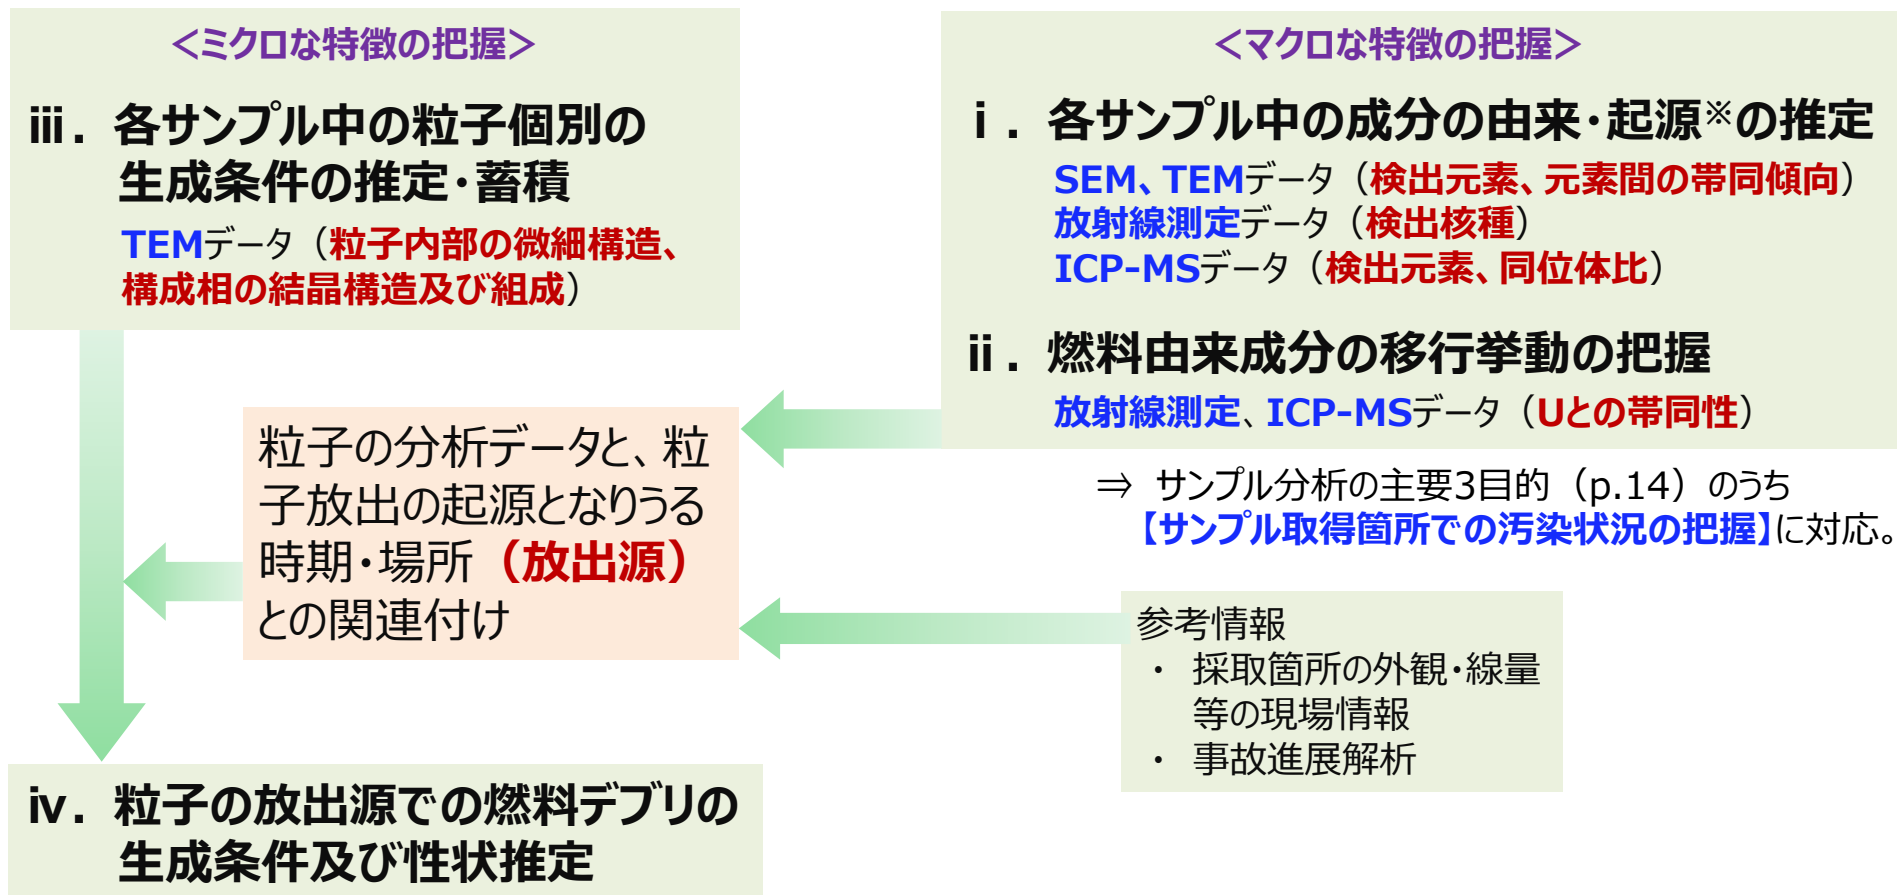 <ミクロな特徴の把握>
ⅲ. 各サンプル中の粒子個別の
生成条件の推定・蓄積
TEMデータ（粒子内部の微細構造、
構成相の結晶構造及び組成）
<マクロな特徴の把握>
ⅰ. 各サンプル中の成分の由来・起源※の推定
SEM、TEMデータ（検出元素、元素間の帯同傾向）
放射線測定データ（検出核種）
ICP-MSデータ（検出元素、同位体比）
ⅱ. 燃料由来成分の移行挙動の把握
放射線測定、ICP-MSデータ（Uとの帯同性）
⇒ サンプル分析の主要3目的（p.14）のうち
【サンプル取得箇所での汚染状況の把握】に対応。
粒子の分析データと、粒
子放出の起源となりうる
時期・場所（放出源）
との関連付け
参考情報
・ 採取箇所の外観・線量
等の現場情報
・ 事故進展解析
ⅳ. 粒子の放出源での燃料デブリの
生成条件及び性状推定